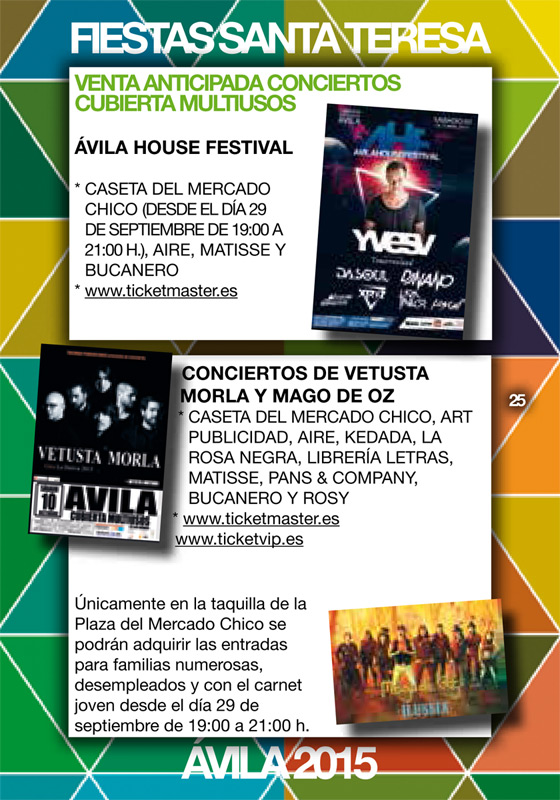 FIESTAS SANTA TERESA
VENTA ANTICIPADA CONCIERTOS
CUBIERTA MULTIUSOS
ÁVILA HOUSE FESTIVAL
* CASETA DEL MERCADO
CHICO (DESDE EL DÍA 29
DE SEPTIEMBRE DE 19:00 A
21:00 H.), AIRE, MATISSE Y
BUCANERO
* www.ticketmaster.es
AVILAHOUSEFESTIVAL
YVESV
DASOUL
CONCIERTOS DE VETUSTA
MORLA Y MAGO DE OZ
* CASETA DEL MERCADO CHICO, ART
PUBLICIDAD, AIRE, KEDADA, LA
ROSA NEGRA, LIBRERÍA LETRAS,
MATISSE, PANS & COMPANY,
BUCANERO Y ROSY
* www.ticketmaster.es
www.ticketvip.es
25
VETUSTA MORLA
10
AVILA
CUBIERTA MULTIUSOS
Únicamente en la taquilla de la
Plaza del Mercado Chico se
podrán adquirir las entradas
para familias numerosas,
desempleados y con el carnet
joven desde el día 29 de
septiembre de 19:00 a 21:00 h.
ÁVILA 2015